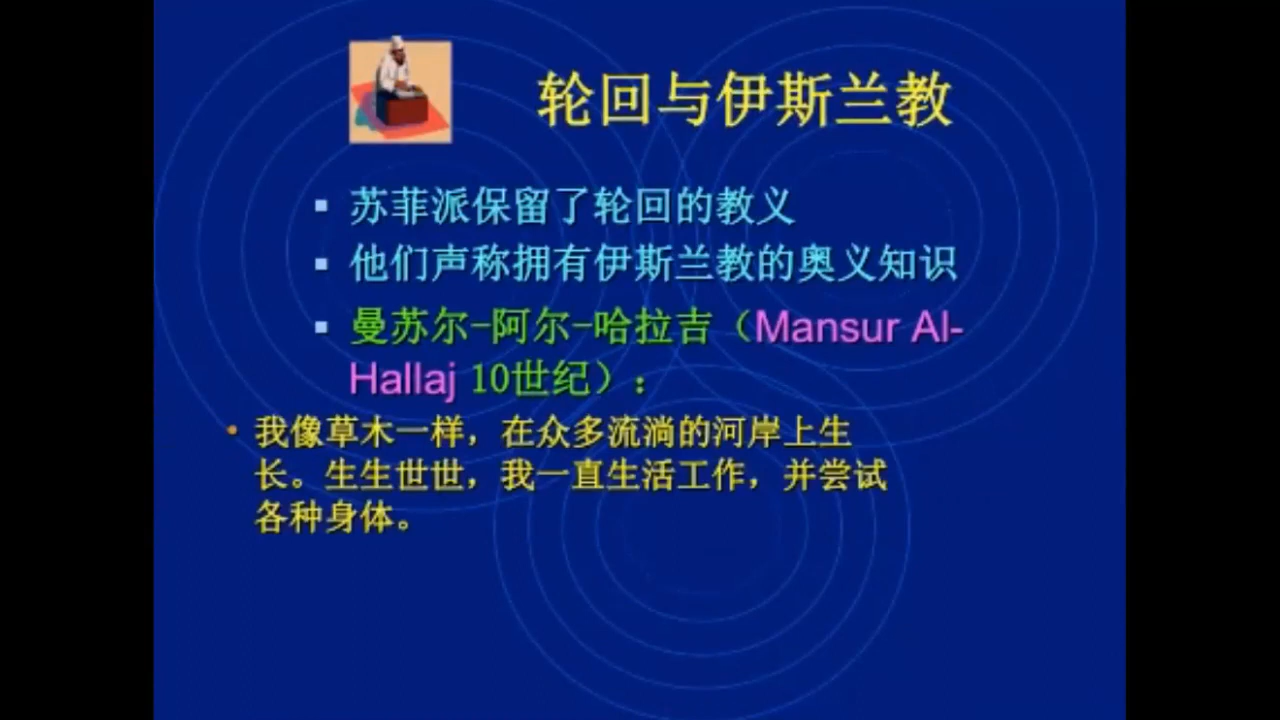 轮回与伊斯兰教
苏菲派保留了轮回的教义
他们声称拥有伊斯兰教的奥义知识
曼苏尔-阿尔-哈拉吉（Mansur Al-
Hallaj 10世纪）：
我像草木一样，在众多流淌的河岸上生
长。生生世世，我一直生活工作，并尝试
各种身体。